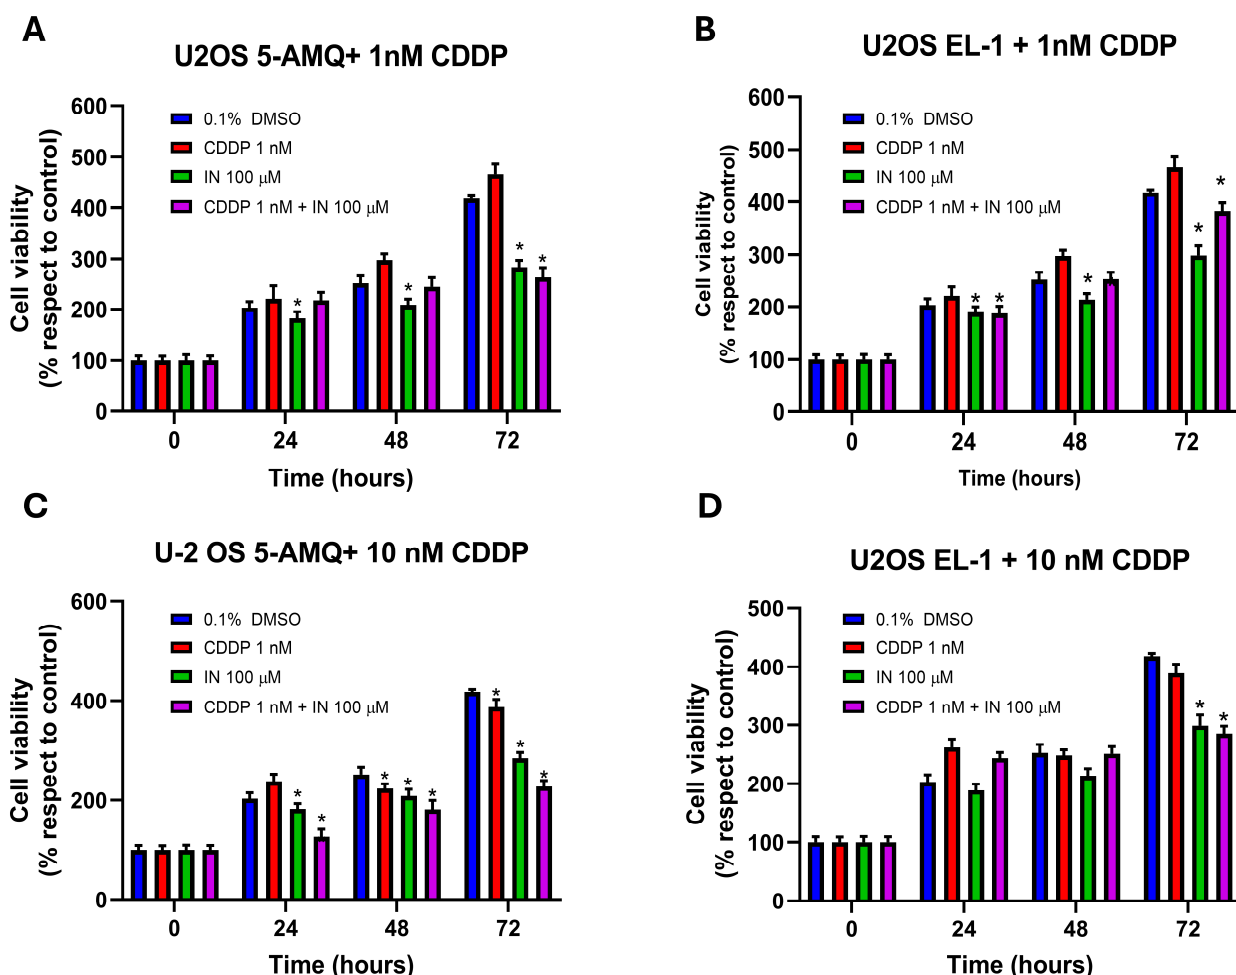 A
U2OS 5-AMQ+ 1nM CDDP
Cell viability
(% respect to control)
600
500
400
300
200
100
0
0.1% DMSO
CDDP 1 nM
IN 100 μM
CDDP 1 nM + IN 100 μM
*
*
*
*
0
24
48
72
Time (hours)
B
U2OS EL-1 + 1nM CDDP
Cell viability
(% respect to control)
600
500
400
300
200
100
0
0.1% DMSO
CDDP 1 nM
IN 100 μM
CDDP 1 nM + IN 100 μM
*
*
*
*
*
0
24
48
72
Time (hours)
C
U-2 OS 5-AMQ+ 10 nM CDDP
Cell viability
(% respect to control)
600
400
200
0
0.1% DMSO
CDDP 1 nM
IN 100 μM
CDDP 1 nM + IN 100 μM
*
*
*
*
*
*
*
*
0
24
48
72
Time (hours)
D
U2OS EL-1 + 10 nM CDDP
Cell viability
(% respect to control)
500
400
300
200
100
0
0.1% DMSO
CDDP 1 nM
IN 100 μM
CDDP 1 nM + IN 100 μM
*
*
0
24
48
72
Time (hours)